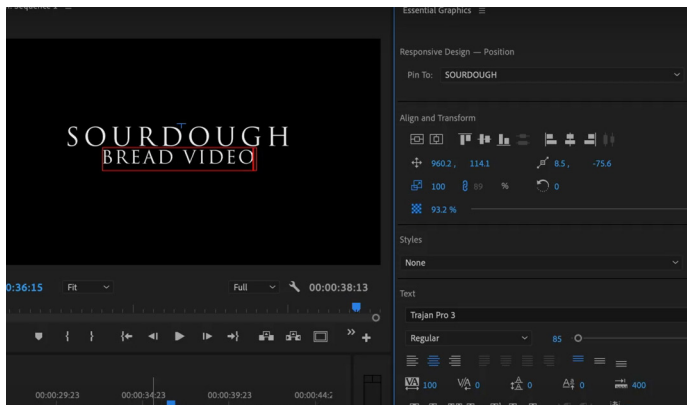 Essential Graphics
Responsive Design — Position
Pin To: SOURDOUGH
Align and Transform
960.2 , 114.1 8.5 , -75.6
100 89 % 0
93.2 %
Styles
None
Text
Trajan Pro 3
Regular 85
100 0 0 0 400
SOURDOUGH
BREAD VIDEO
0:36:15 Fit Full 00:00:38:13
00:00:29:23 00:00:34:23 00:00:39:23 00:00:44:2